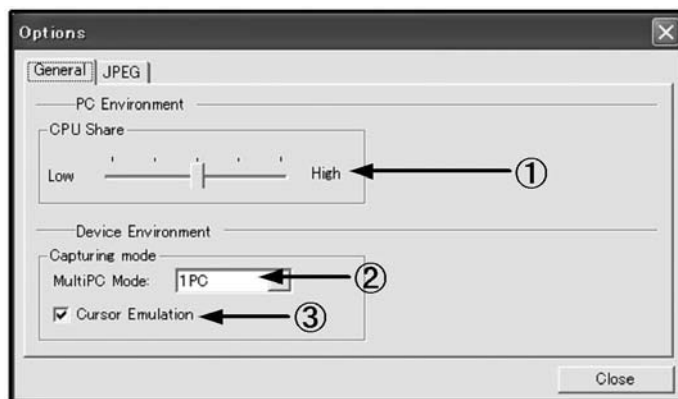 Options
General JPEG
PC Environment
CPU Share
Low High ①
Device Environment
Capturing mode
MultiPC Mode: 1PC ②
Cursor Emulation ③
Close